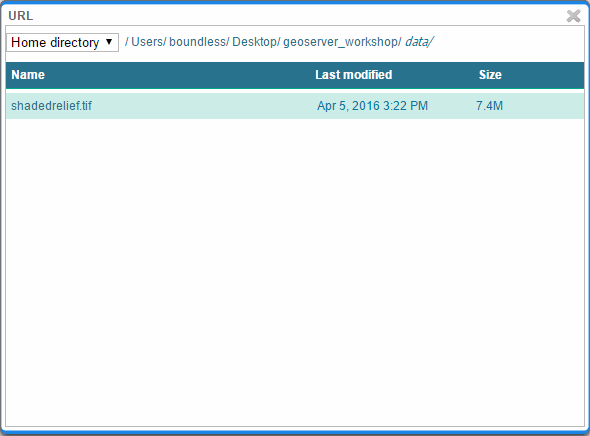 URL
Home directory / Users/ boundless/ Desktop/ geoserver_workshop/ data/
Name Last modified Size
shadedrelief.tif Apr 5, 2016 3:22 PM 7.4M